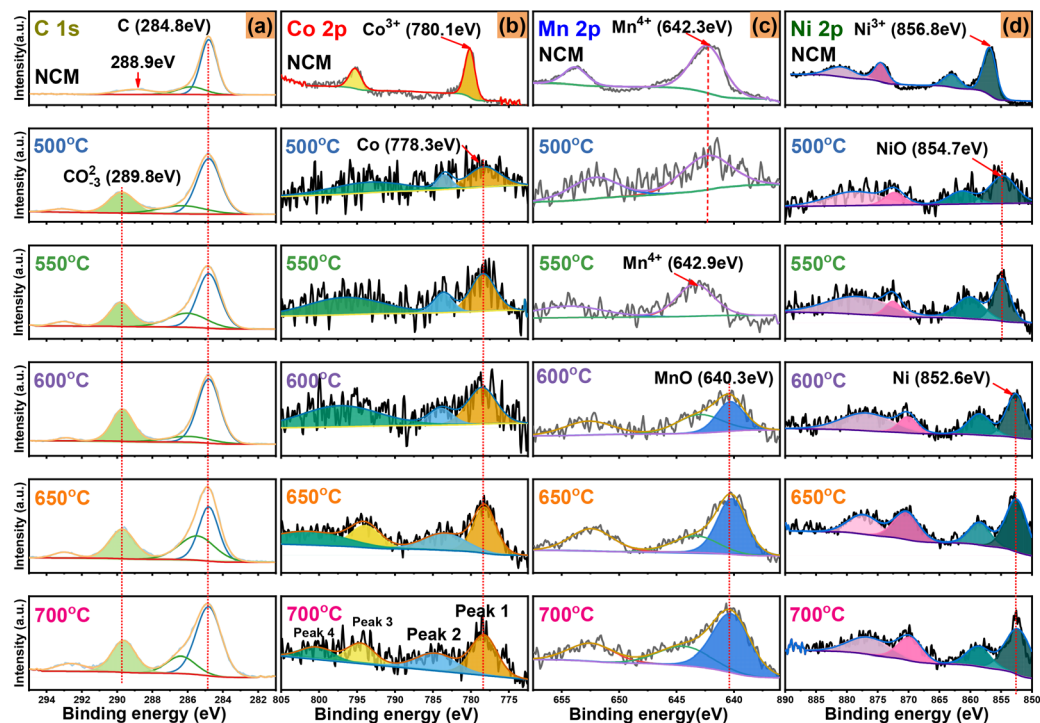 C 1s
C (284.8eV)
(a)
288.9eV
NCM
Intensity(a.u.)
500°C
CO²₋₃ (289.8eV)
Intensity (a.u.)
550°C
Intensity (a.u.)
600°C
Intensity (a.u.)
650°C
Intensity (a.u.)
700°C
Intensity (a.u.)
294 292 290 288 286 284 282
Binding energy (eV)
Co 2p
Co³⁺ (780.1eV)
(b)
NCM
500°C
Co (778.3eV)
550°C
600°C
650°C
700°C
Peak 1
Peak 2
Peak 3
Peak 4
805 800 795 790 785 780 775
Binding energy (eV)
Mn 2p
Mn⁴⁺ (642.3eV)
(c)
NCM
500°C
550°C
Mn⁴⁺ (642.9eV)
600°C
MnO (640.3eV)
650°C
700°C
655 650 645 640
Binding energy(eV)
Ni 2p
Ni³⁺ (856.8eV)
(d)
NCM
500°C
NiO (854.7eV)
550°C
600°C
Ni (852.6eV)
650°C
700°C
890 885 880 875 870 865 860 855 850
Binding energy (eV)